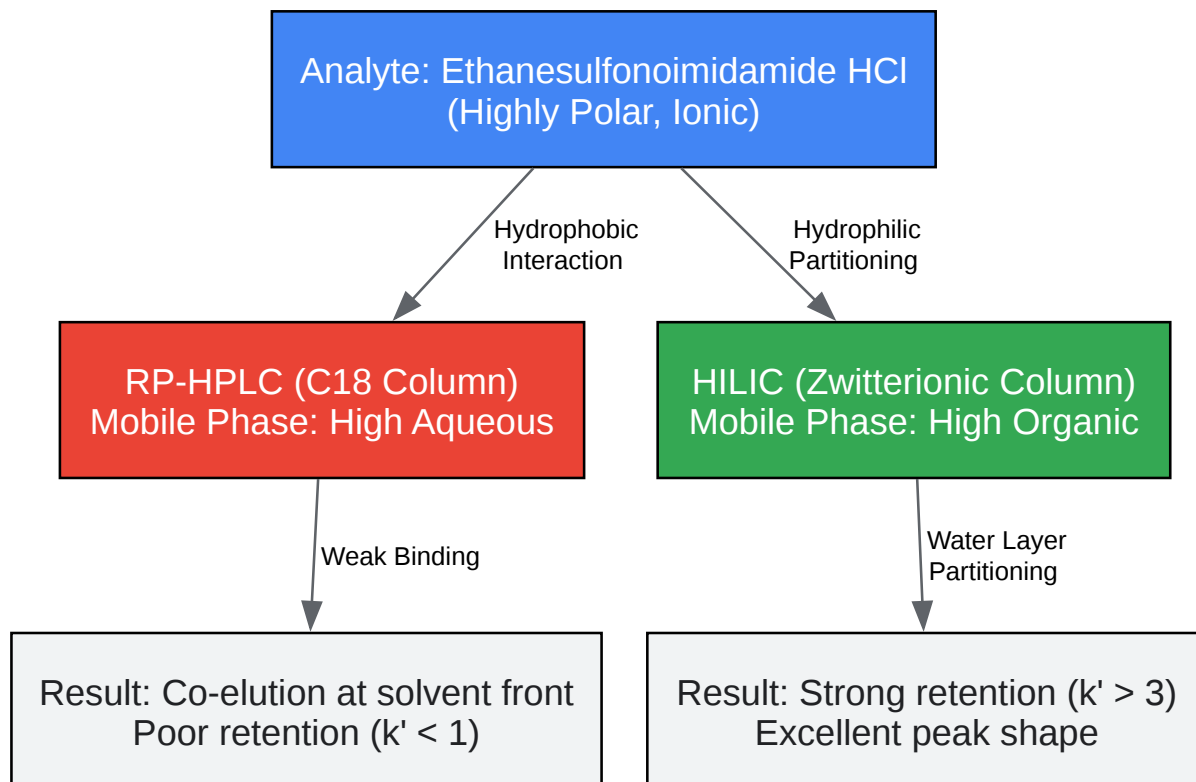 Analyte: Ethanesulfonoimidamide HCl
(Highly Polar, Ionic)
Hydrophobic
Interaction
Hydrophilic
Partitioning
RP-HPLC (C18 Column)
Mobile Phase: High Aqueous
HILIC (Zwitterionic Column)
Mobile Phase: High Organic
Weak Binding
Water Layer
Partitioning
Result: Co-elution at solvent front
Poor retention (k' < 1)
Result: Strong retention (k' > 3)
Excellent peak shape